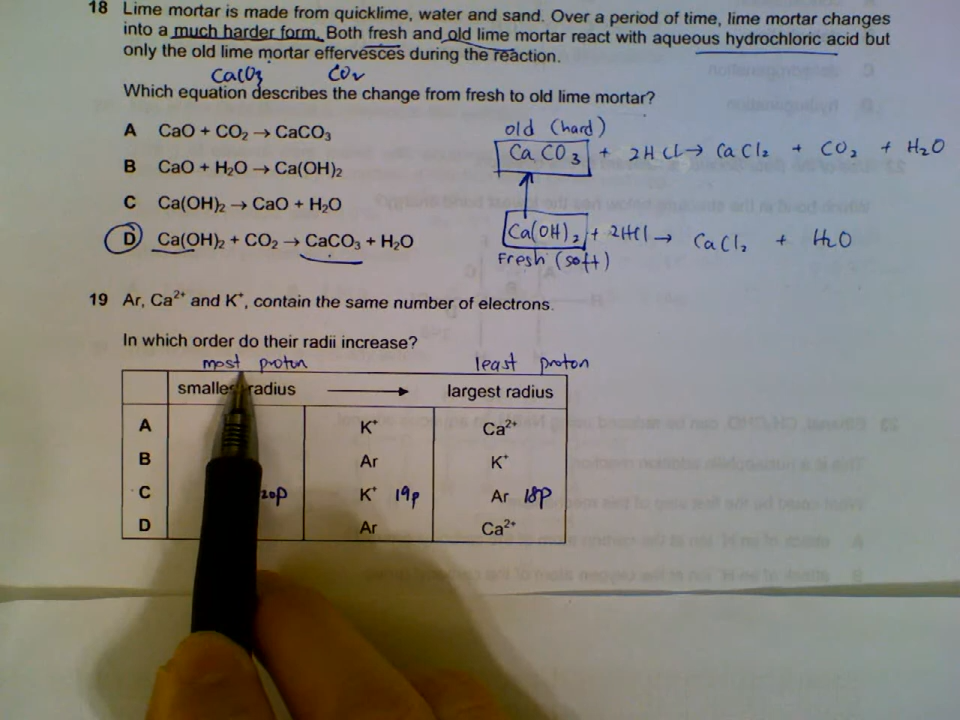 18 Lime mortar is made from quicklime, water and sand. Over a period of time, lime mortar changes
into a much harder form. Both fresh and old lime mortar react with aqueous hydrochloric acid but
only the old lime mortar effervesces during the reaction.
CaCO3 CO2
Which equation describes the change from fresh to old lime mortar?
A CaO + CO₂ → CaCO₃
B CaO + H₂O → Ca(OH)₂
C Ca(OH)₂ → CaO + H₂O
D Ca(OH)₂ + CO₂ → CaCO₃ + H₂O
old (hard)
CaCO3 + 2HCl → CaCl2 + CO2 + H2O
Ca(OH)2 + 2HCl → CaCl2 + H2O
Fresh (soft)
19 Ar, Ca²⁺ and K⁺, contain the same number of electrons.
In which order do their radii increase?
most proton least proton
radius → largest radius
A K⁺ Ca²⁺
B Ar K⁺
C 20p K⁺ 19p Ar 18p
D Ar Ca²⁺